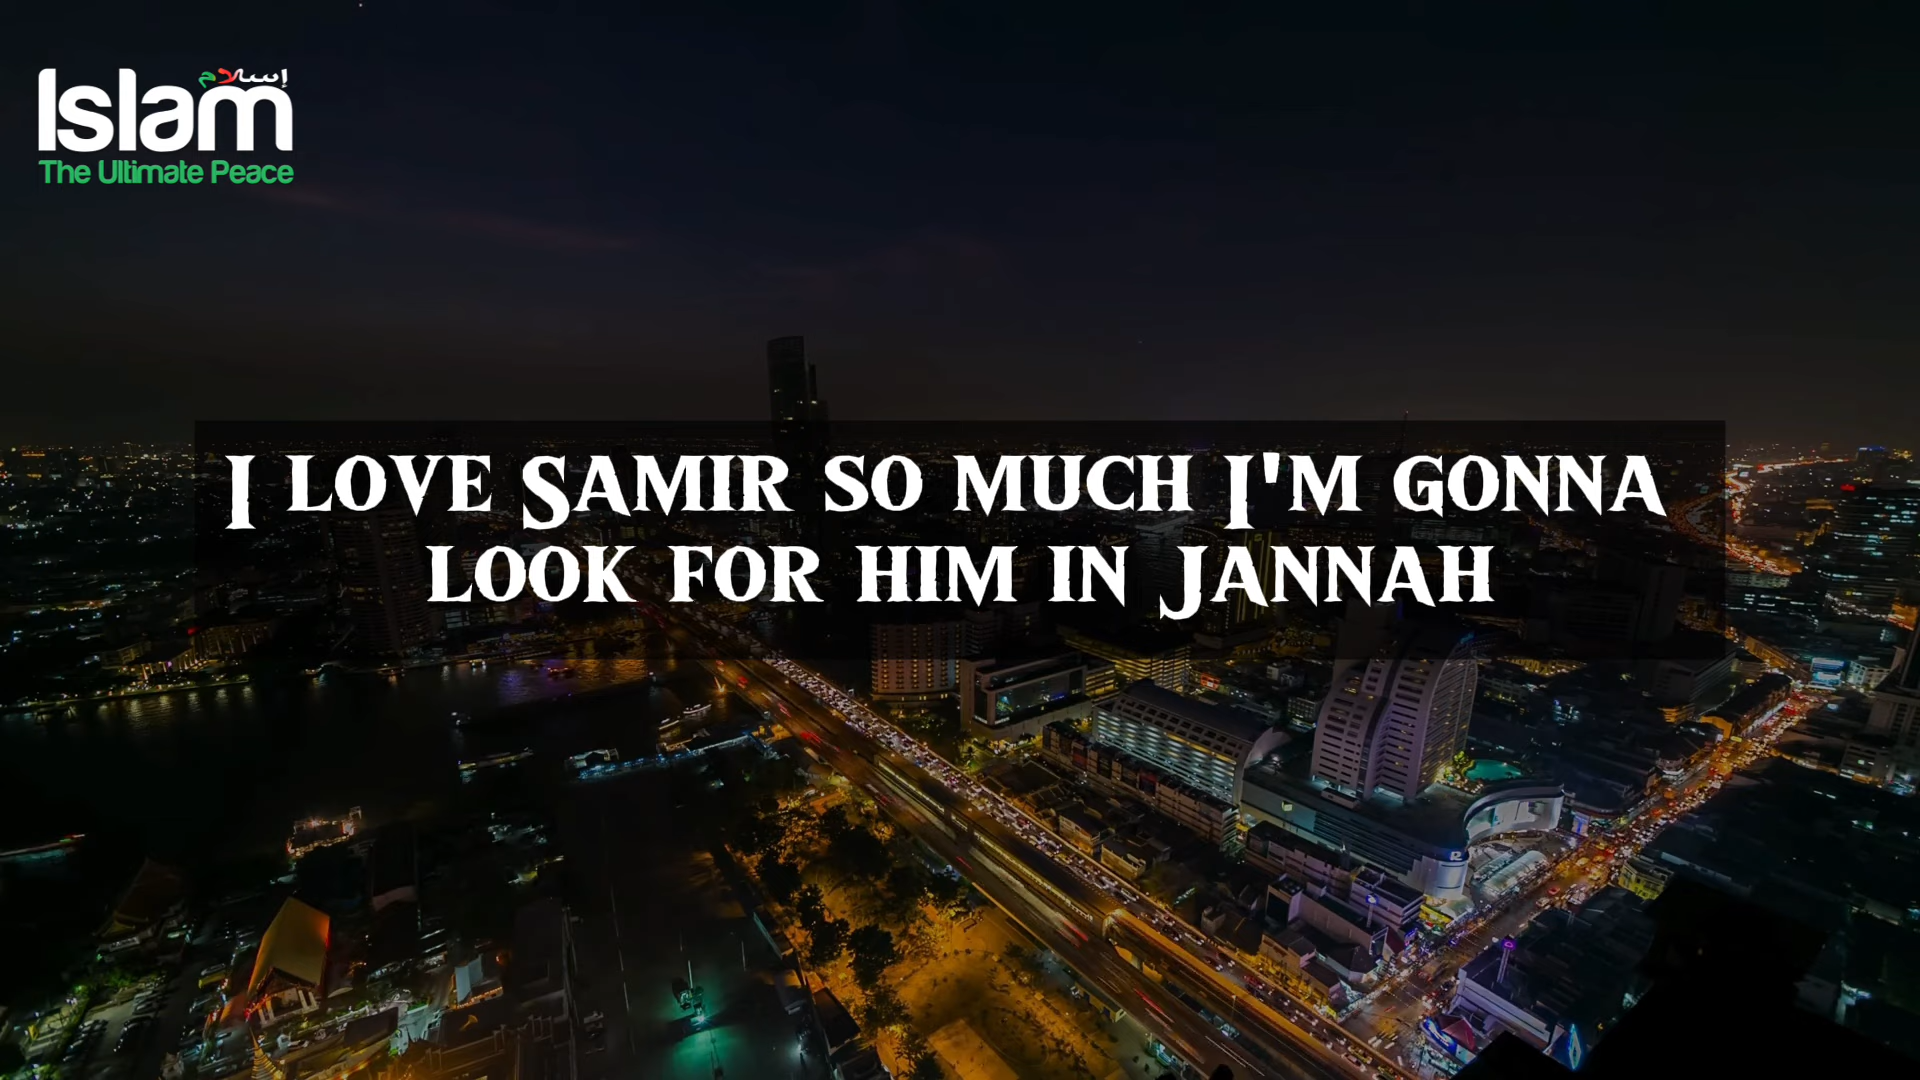 إسلام
Islam
The Ultimate Peace
I love Samir so much I'm gonna
look for him in Jannah